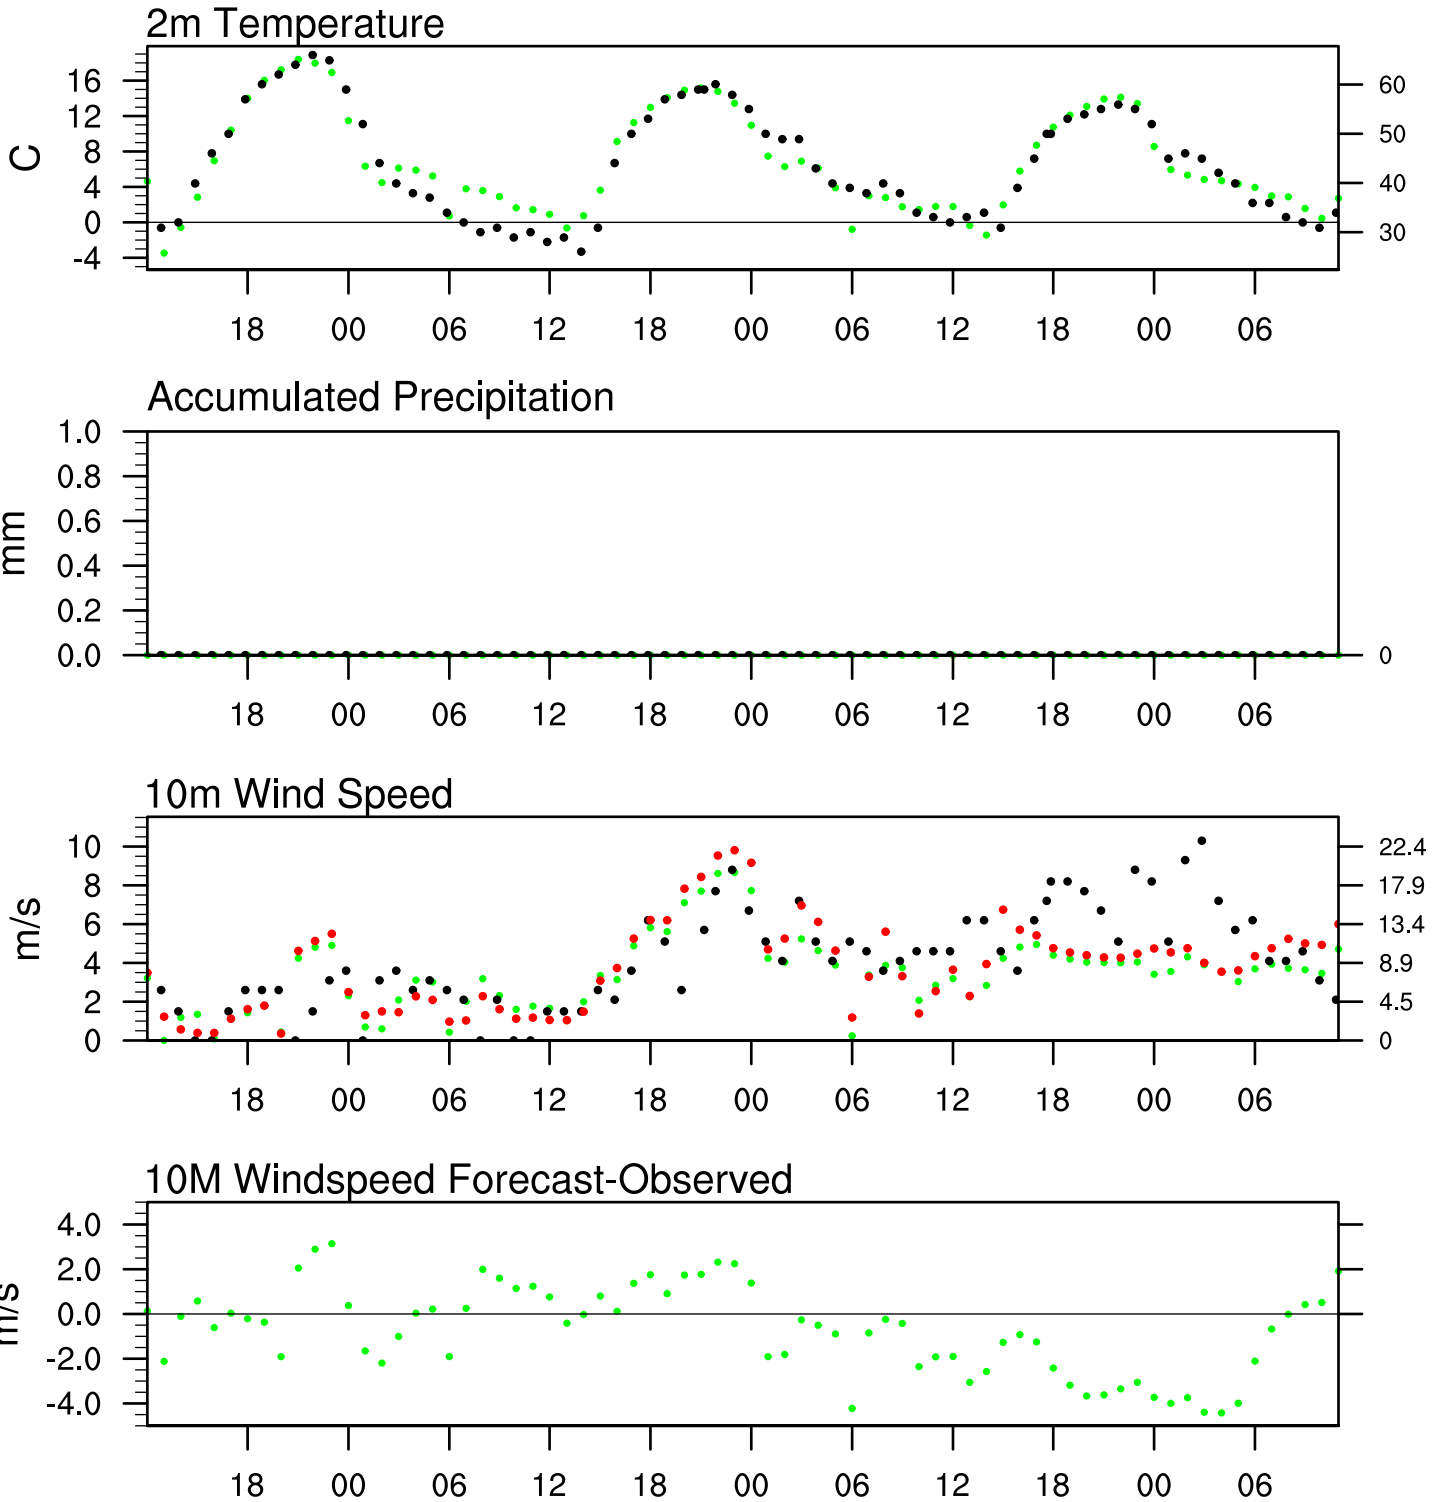 2m Temperature
C
16
12
8
4
0
-4
60
50
40
30
18 00 06 12 18 00 06 12 18 00 06
Accumulated Precipitation
mm
1.0
0.8
0.6
0.4
0.2
0.0
0
18 00 06 12 18 00 06 12 18 00 06
10m Wind Speed
m/s
10
8
6
4
2
0
22.4
17.9
13.4
8.9
4.5
0
18 00 06 12 18 00 06 12 18 00 06
10M Windspeed Forecast-Observed
m/s
4.0
2.0
0.0
-2.0
-4.0
18 00 06 12 18 00 06 12 18 00 06